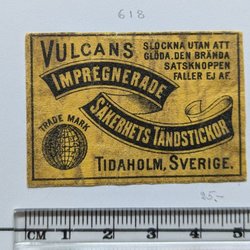 618
VULCANS
SLOCKNA UTAN ATT
GLÖDA. DEN BRÄNDA
SATSKNOPPEN
FALLER EJ AF.
IMPREGNERADE
SÄKERHETS TÄNDSTICKOR
TRADE MARK
TIDAHOLM, SVERIGE.
25.-
CM 1 2 3 4 5